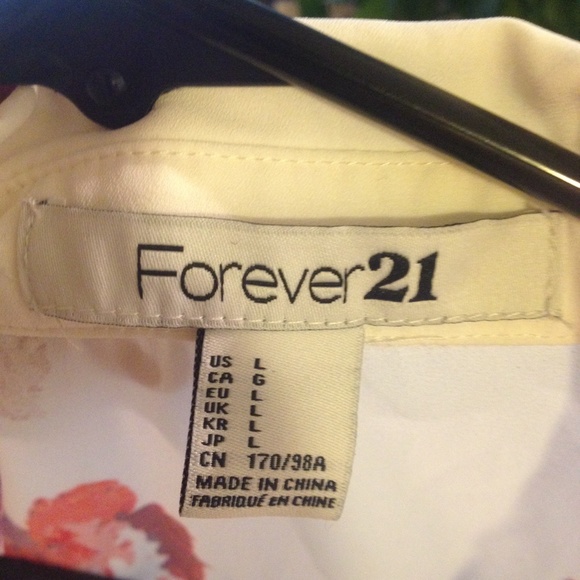 Forever21
US L
CA G
EU L
UK L
KR L
JP L
CN 170/98A
MADE IN CHINA
FABRIQUÉ EN CHINE